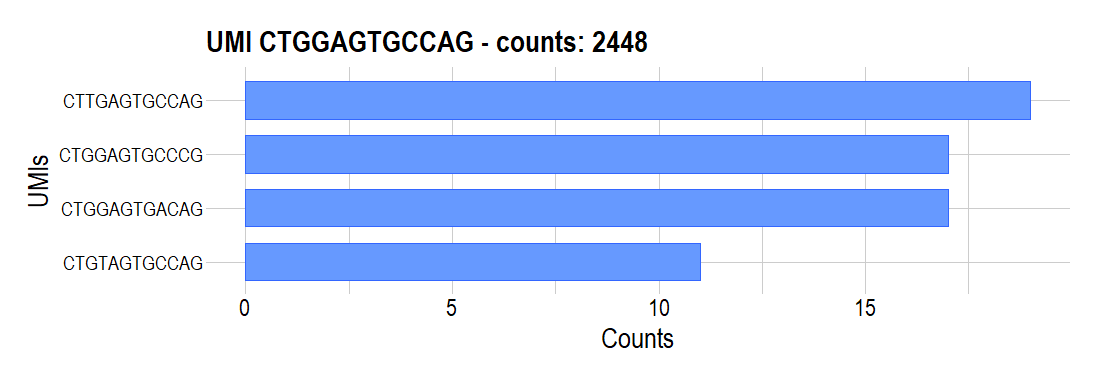 UMI CTGGAGTGCCAG - counts: 2448
CTTGAGTGCCAG
CTGGAGTGCCCG
CTGGAGTGACAG
CTGTAGTGCCAG
UMIs
0 5 10 15
Counts